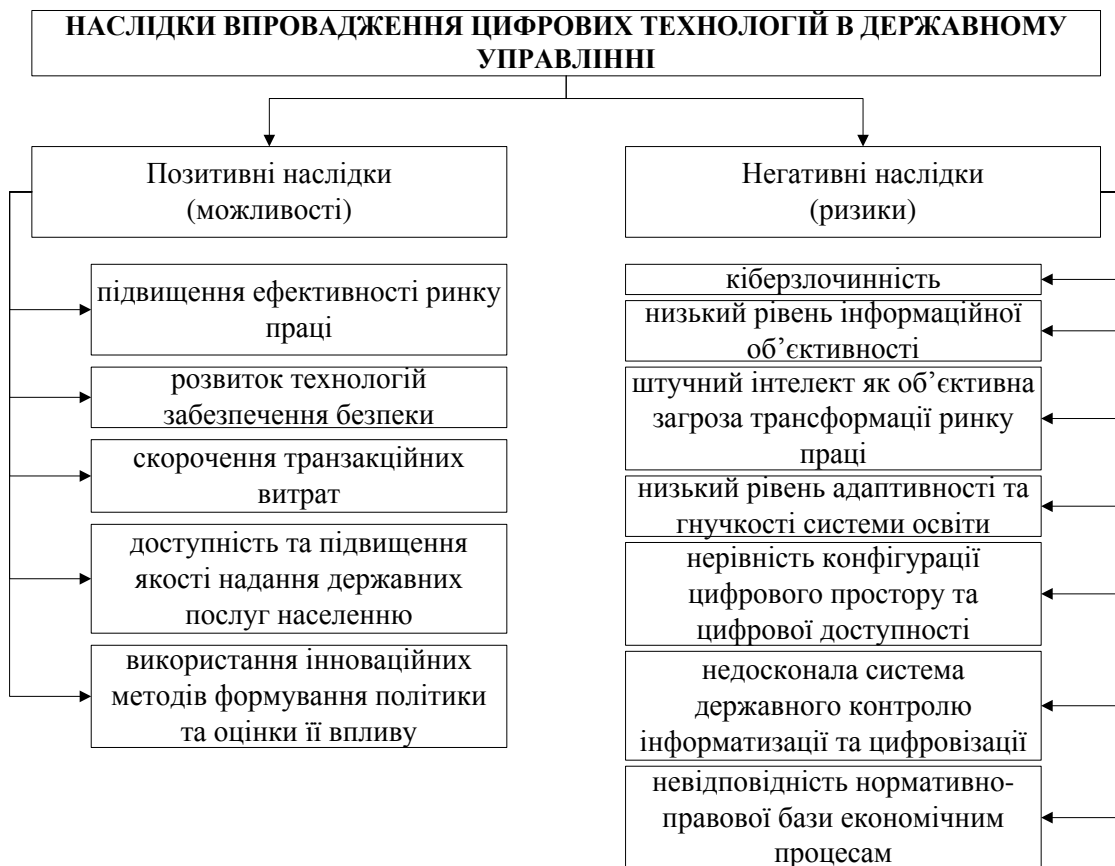 НАСЛІДКИ ВПРОВАДЖЕННЯ ЦИФРОВИХ ТЕХНОЛОГІЙ В ДЕРЖАВНОМУ
УПРАВЛІННІ
Позитивні наслідки
(можливості)
підвищення ефективності ринку
праці
розвиток технологій
забезпечення безпеки
скорочення транзакційних
витрат
доступність та підвищення
якості надання державних
послуг населенню
використання інноваційних
методів формування політики
та оцінки її впливу
Негативні наслідки
(ризики)
кіберзлочинність
низький рівень інформаційної
об’єктивності
штучний інтелект як об’єктивна
загроза трансформації ринку
праці
низький рівень адаптивності та
гнучкості системи освіти
нерівність конфігурації
цифрового простору та
цифрової доступності
недосконала система
державного контролю
інформатизації та цифровізації
невідповідність нормативно-
правової бази економічним
процесам